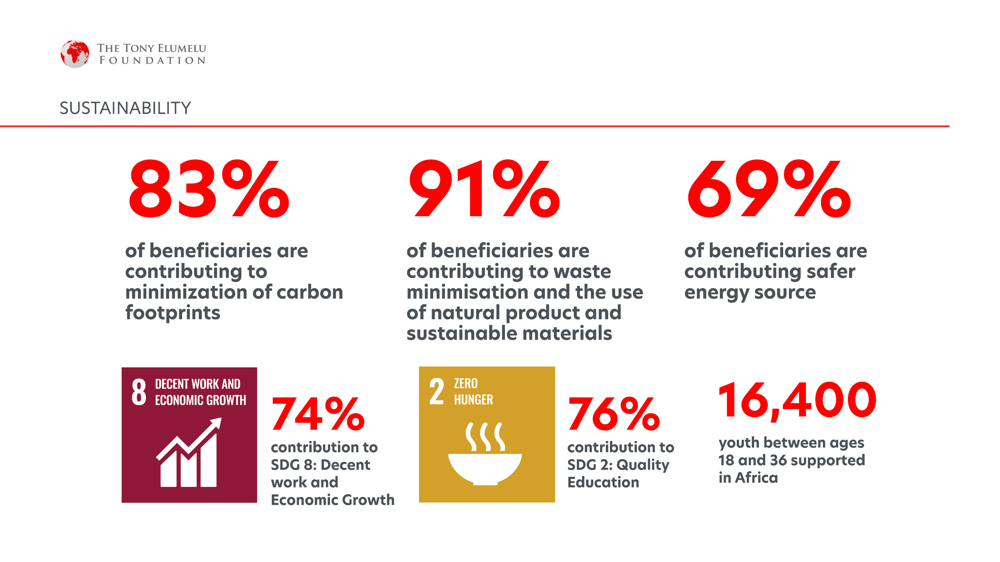 THE TONY ELUMELU
FOUNDATION
SUSTAINABILITY
83%
of beneficiaries are
contributing to
minimization of carbon
footprints
91%
of beneficiaries are
contributing to waste
minimisation and the use
of natural product and
sustainable materials
69%
of beneficiaries are
contributing safer
energy source
8 DECENT WORK AND
ECONOMIC GROWTH
74%
contribution to
SDG 8: Decent
work and
Economic Growth
2 ZERO
HUNGER
76%
contribution to
SDG 2: Quality
Education
16,400
youth between ages
18 and 36 supported
in Africa